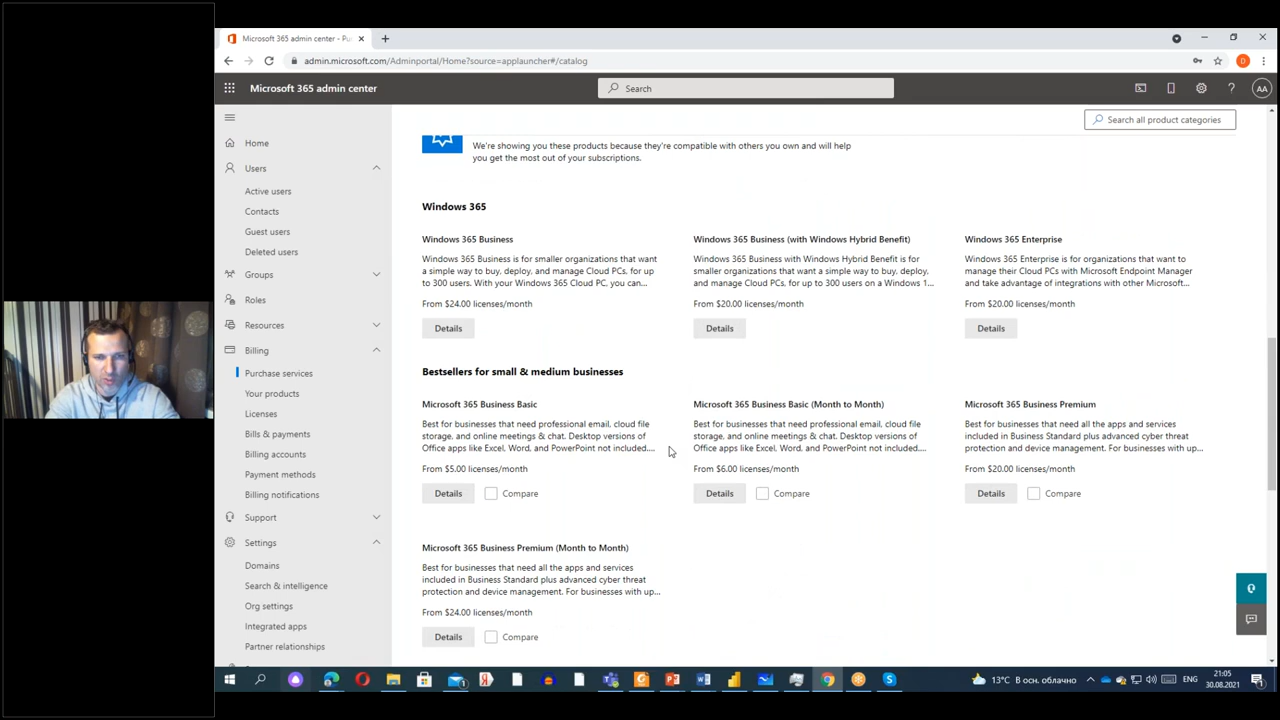 Microsoft 365 admin center - Pu
admin.microsoft.com/Adminportal/Home?source=applauncher#/catalog
D
Microsoft 365 admin center
Search
AA
Search all product categories
Home
Users
Active users
Contacts
Guest users
Deleted users
Groups
Roles
Resources
Billing
Purchase services
Your products
Licenses
Bills & payments
Billing accounts
Payment methods
Billing notifications
Support
Settings
Domains
Search & intelligence
Org settings
Integrated apps
Partner relationships
We're showing you these products because they're compatible with others you own and will help
you get the most out of your subscriptions.
Windows 365
Windows 365 Business
Windows 365 Business is for smaller organizations that want
a simple way to buy, deploy, and manage Cloud PCs, for up
to 300 users. With your Windows 365 Cloud PC, you can...
From $24.00 licenses/month
Details
Windows 365 Business (with Windows Hybrid Benefit)
Windows 365 Business with Windows Hybrid Benefit is for
smaller organizations that want a simple way to buy, deploy,
and manage Cloud PCs, for up to 300 users on a Windows 1...
From $20.00 licenses/month
Details
Windows 365 Enterprise
Windows 365 Enterprise is for organizations that want to
manage their Cloud PCs with Microsoft Endpoint Manager
and take advantage of integrations with other Microsoft...
From $20.00 licenses/month
Details
Bestsellers for small & medium businesses
Microsoft 365 Business Basic
Best for businesses that need professional email, cloud file
storage, and online meetings & chat. Desktop versions of
Office apps like Excel, Word, and PowerPoint not included....
From $5.00 licenses/month
Details
Compare
Microsoft 365 Business Basic (Month to Month)
Best for businesses that need professional email, cloud file
storage, and online meetings & chat. Desktop versions of
Office apps like Excel, Word, and PowerPoint not included....
From $6.00 licenses/month
Details
Compare
Microsoft 365 Business Premium
Best for businesses that need all the apps and services
included in Business Standard plus advanced cyber threat
protection and device management. For businesses with up...
From $20.00 licenses/month
Details
Compare
Microsoft 365 Business Premium (Month to Month)
Best for businesses that need all the apps and services
included in Business Standard plus advanced cyber threat
protection and device management. For businesses with up...
From $24.00 licenses/month
Details
Compare
13°C В осн. облачно
ENG
21:05
30.08.2021